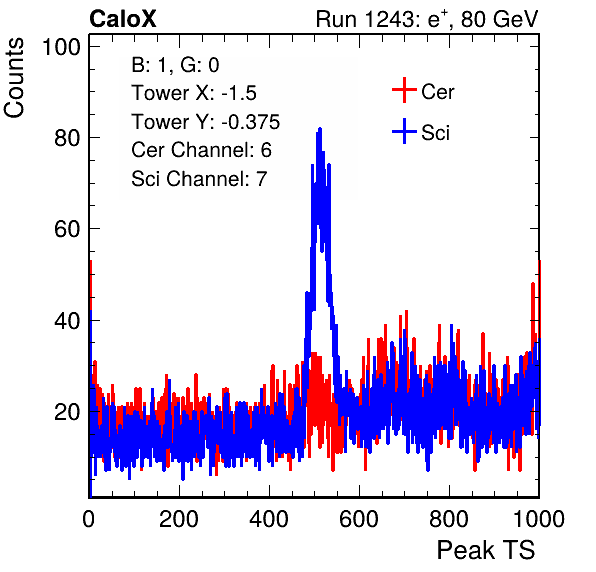 CaloX Run 1243: e⁺, 80 GeV
Counts
B: 1, G: 0
Tower X: -1.5
Tower Y: -0.375
Cer Channel: 6
Sci Channel: 7
Cer
Sci
100
80
60
40
20
0 200 400 600 800 1000
Peak TS